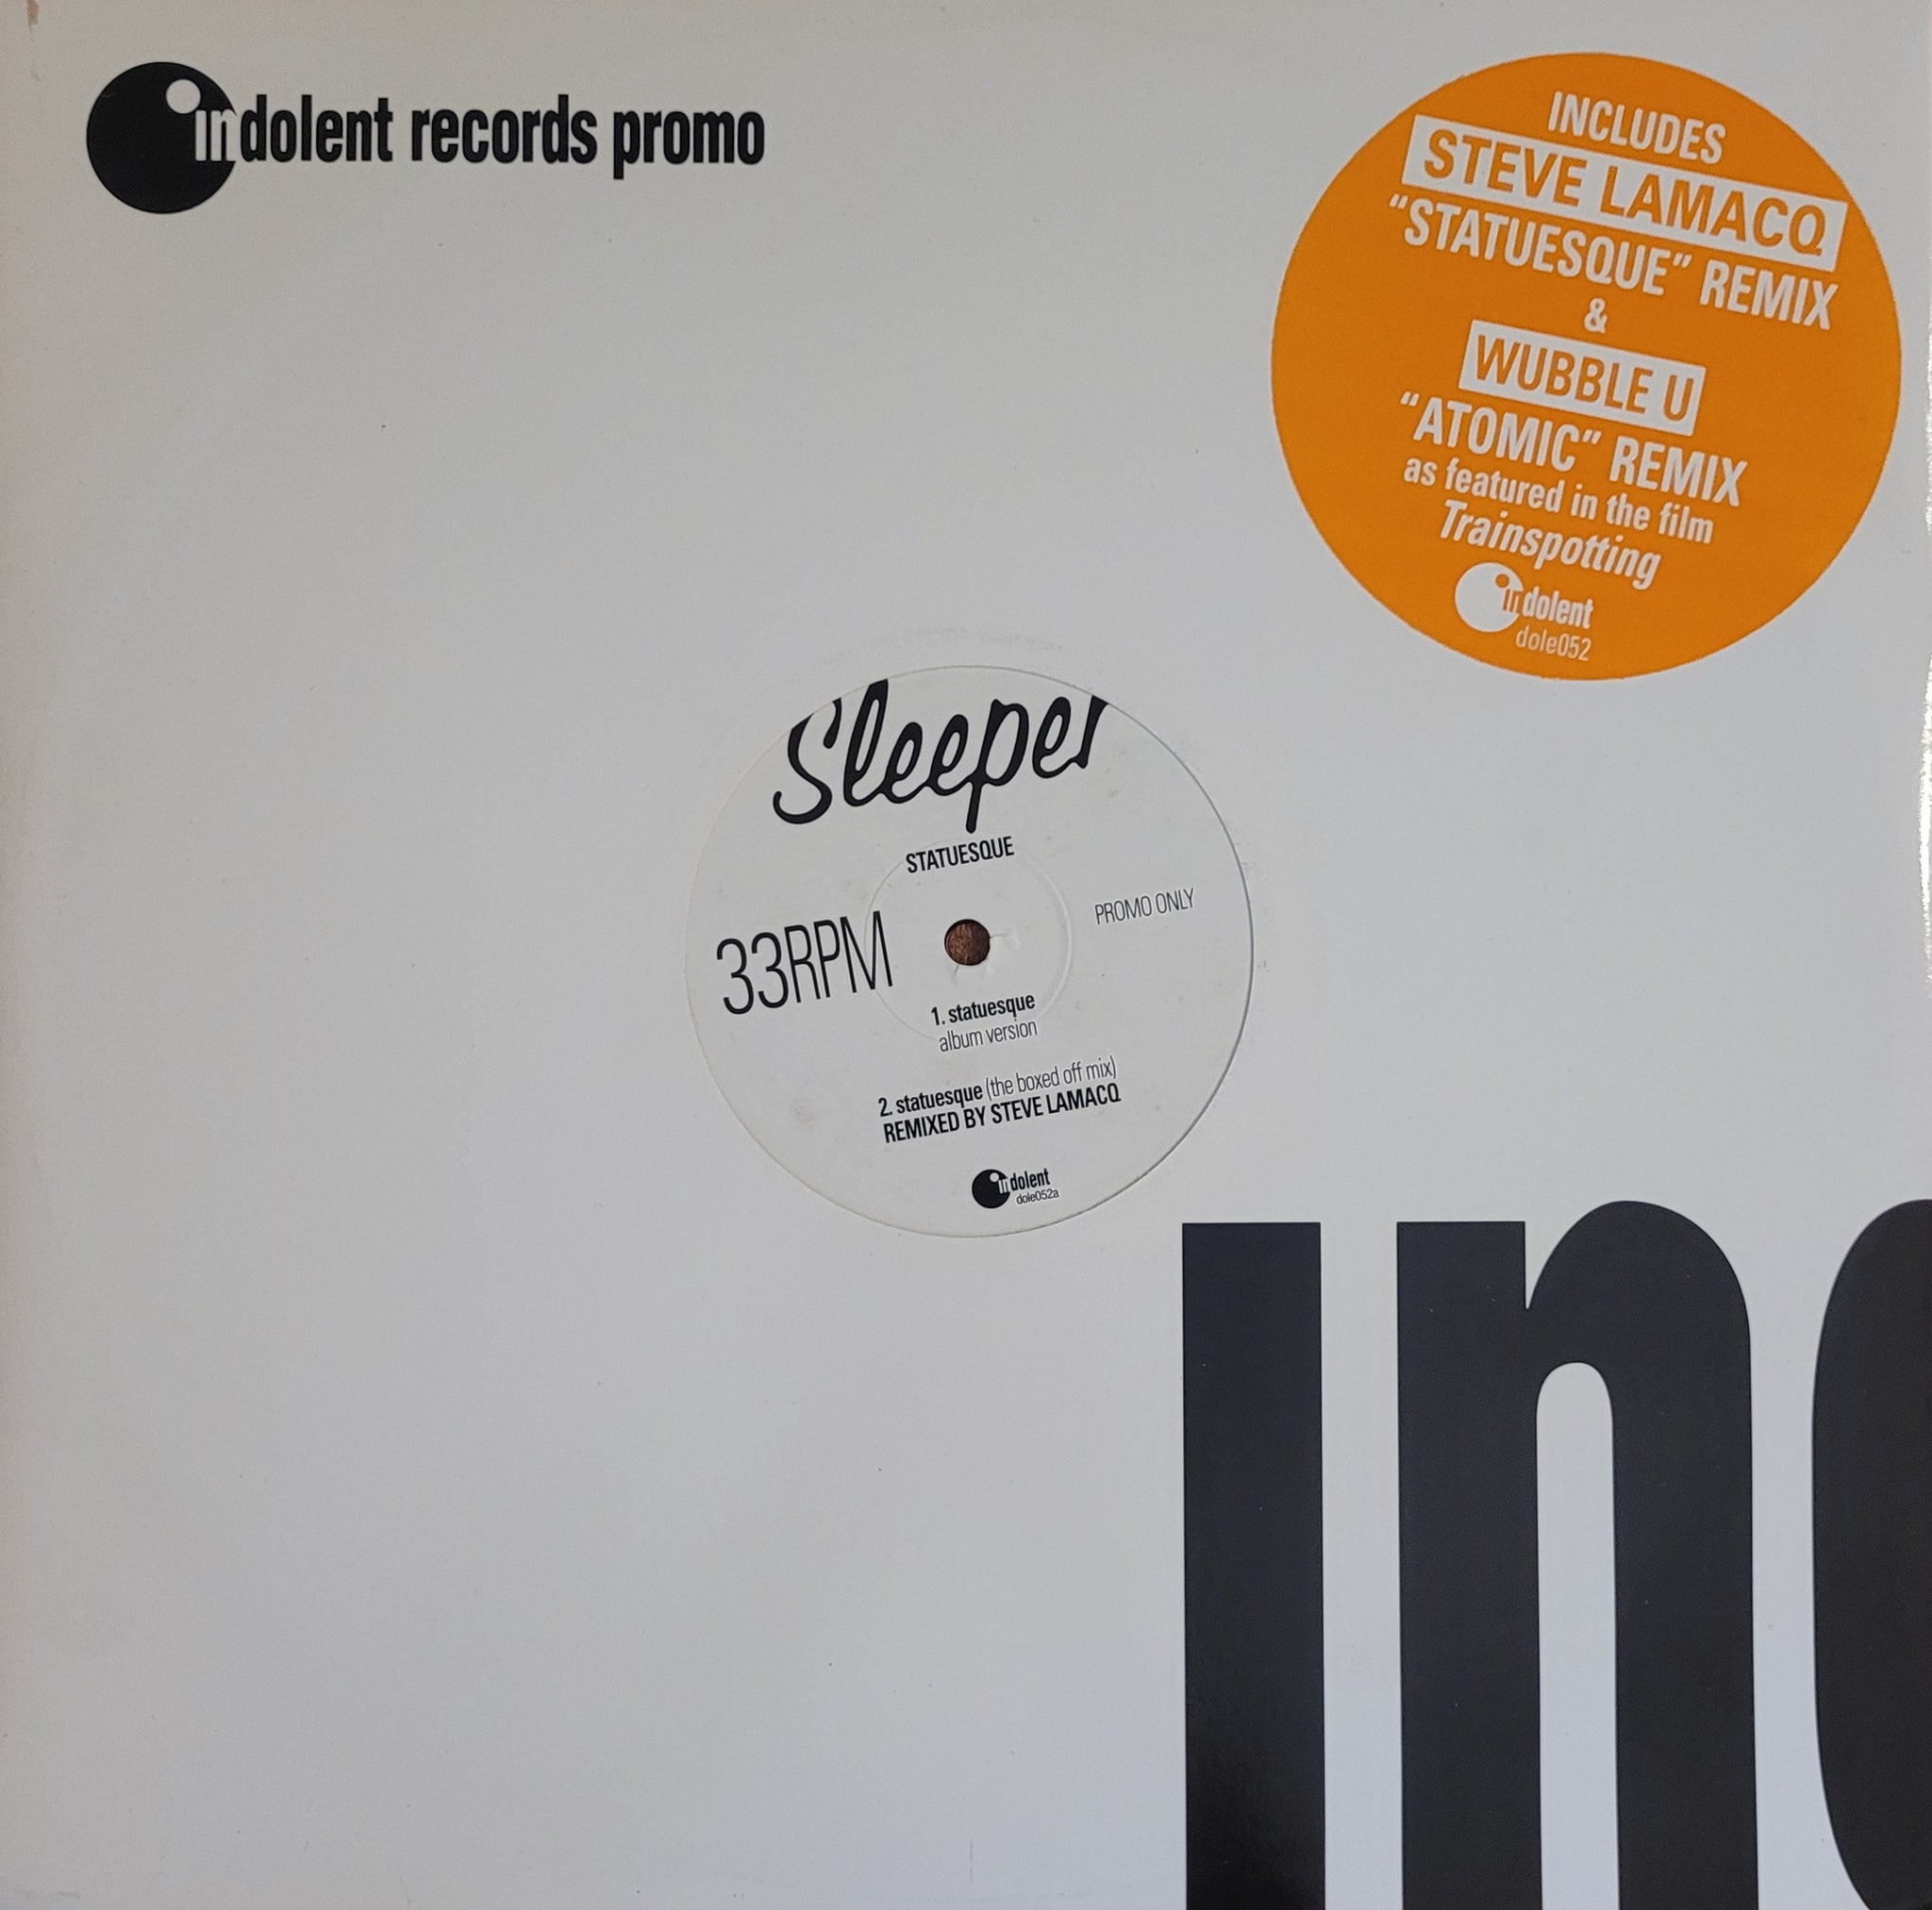 indolent records promo
INCLUDES
STEVE LAMACQ
“STATUESQUE” REMIX
&
WUBBLE U
“ATOMIC” REMIX
as featured in the film
Trainspotting
indolent
dole052
Sleeper
STATUESQUE
33RPM
PROMO ONLY
1. statuesque
album version
2. statuesque (the boxed off mix)
REMIXED BY STEVE LAMACQ
indolent
dole052a
in